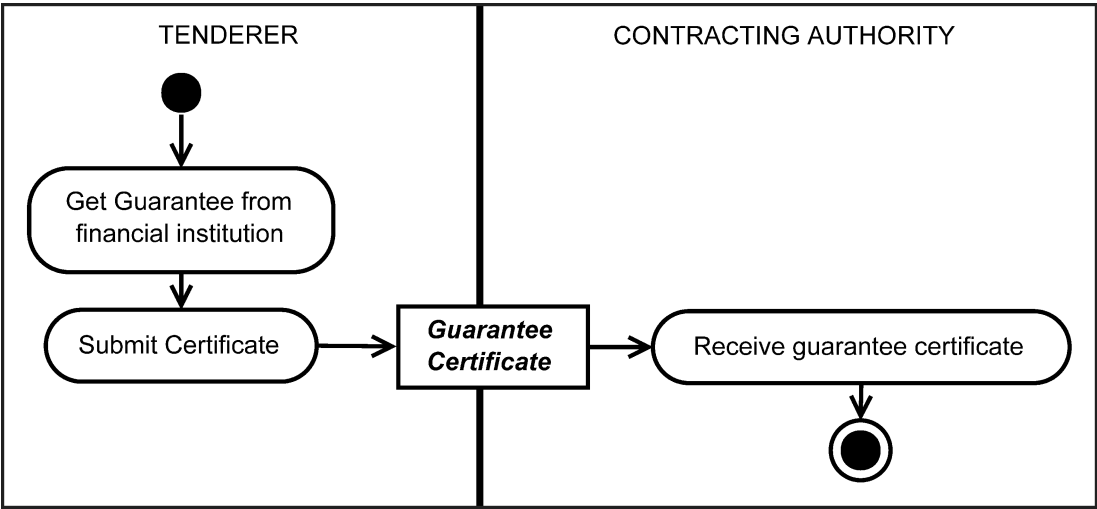 TENDERER
CONTRACTING AUTHORITY
Get Guarantee from
financial institution
Submit Certificate
Guarantee
Certificate
Receive guarantee certificate